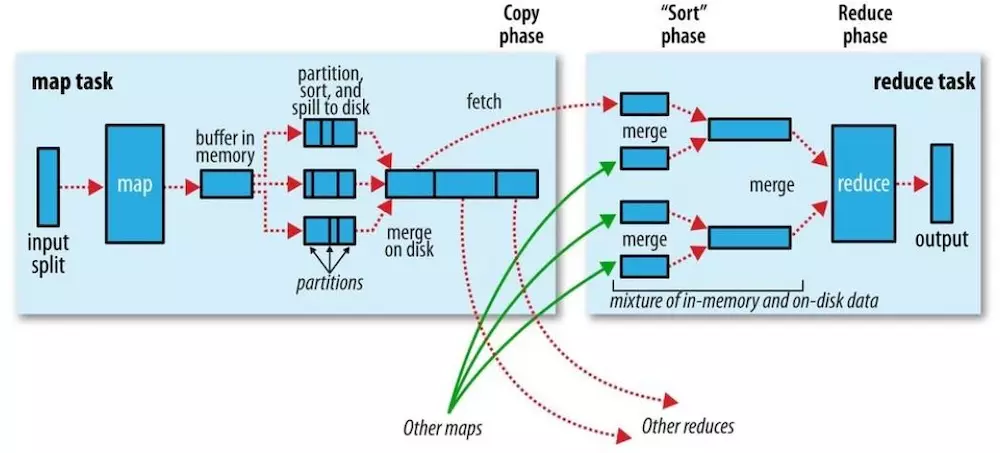 Copy
phase
“Sort”
phase
Reduce
phase
map task
partition,
sort, and
spill to disk
fetch
reduce task
buffer in
memory
merge
map
merge
reduce
input
split
merge
on disk
merge
output
partitions
mixture of in-memory and on-disk data
Other maps
Other reduces